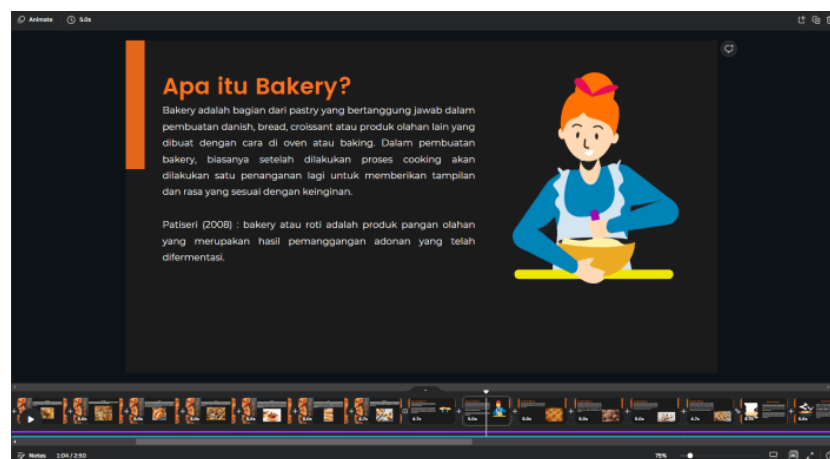 Animate 5.0s
Apa itu Bakery?
Bakery adalah bagian dari pastry yang bertanggung jawab dalam
pembuatan danish, bread, croissant atau produk olahan lain yang
dibuat dengan cara di oven atau baking. Dalam pembuatan
bakery, biasanya setelah dilakukan proses cooking akan
dilakukan satu penanganan lagi untuk memberikan tampilan
dan rasa yang sesuai dengan keinginan.
Patiseri (2008) : bakery atau roti adalah produk pangan olahan
yang merupakan hasil pemanggangan adonan yang telah
difermentasi.
Notes 1:04 / 2:50 75%